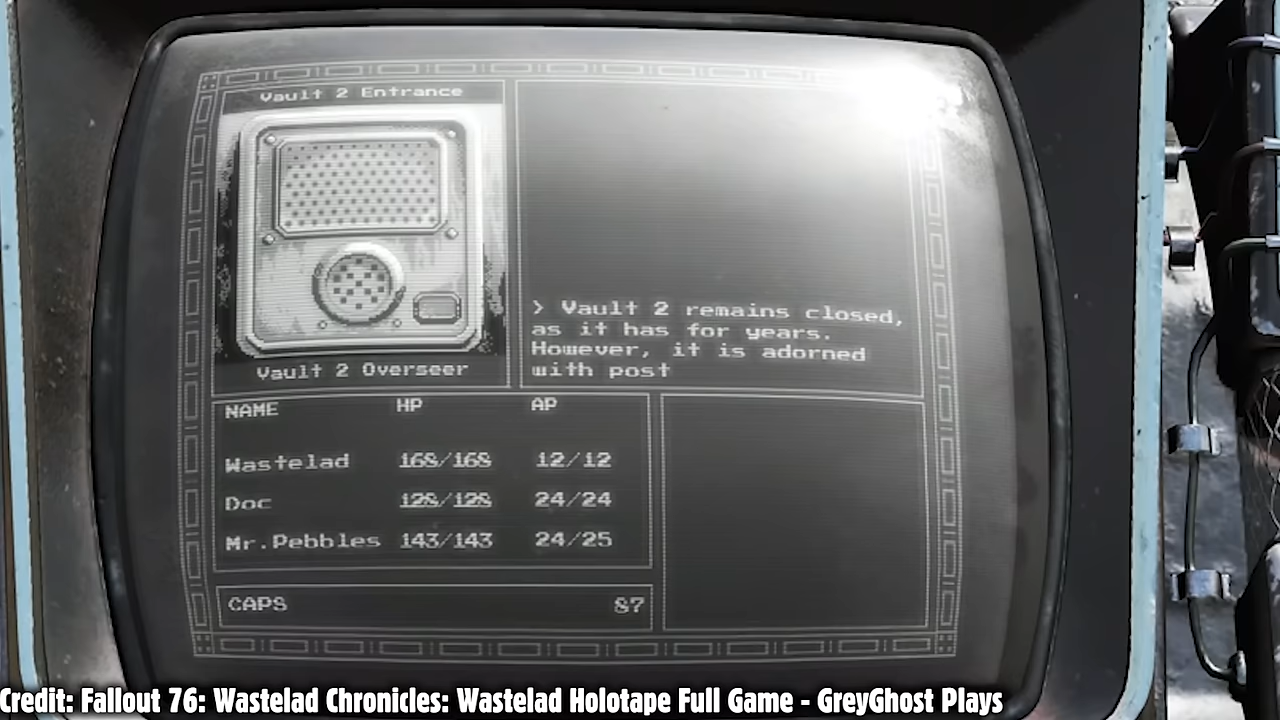 Vault 2 Entrance
Vault 2 Overseer
> Vault 2 remains closed,
as it has for years.
However, it is adorned
with post
NAME HP AP
Wastelad 168/168 12/12
Doc 128/128 24/24
Mr.Pebbles 143/143 24/25
CAPS 87
Credit: Fallout 76: Wastelad Chronicles: Wastelad Holotape Full Game - GreyGhost Plays